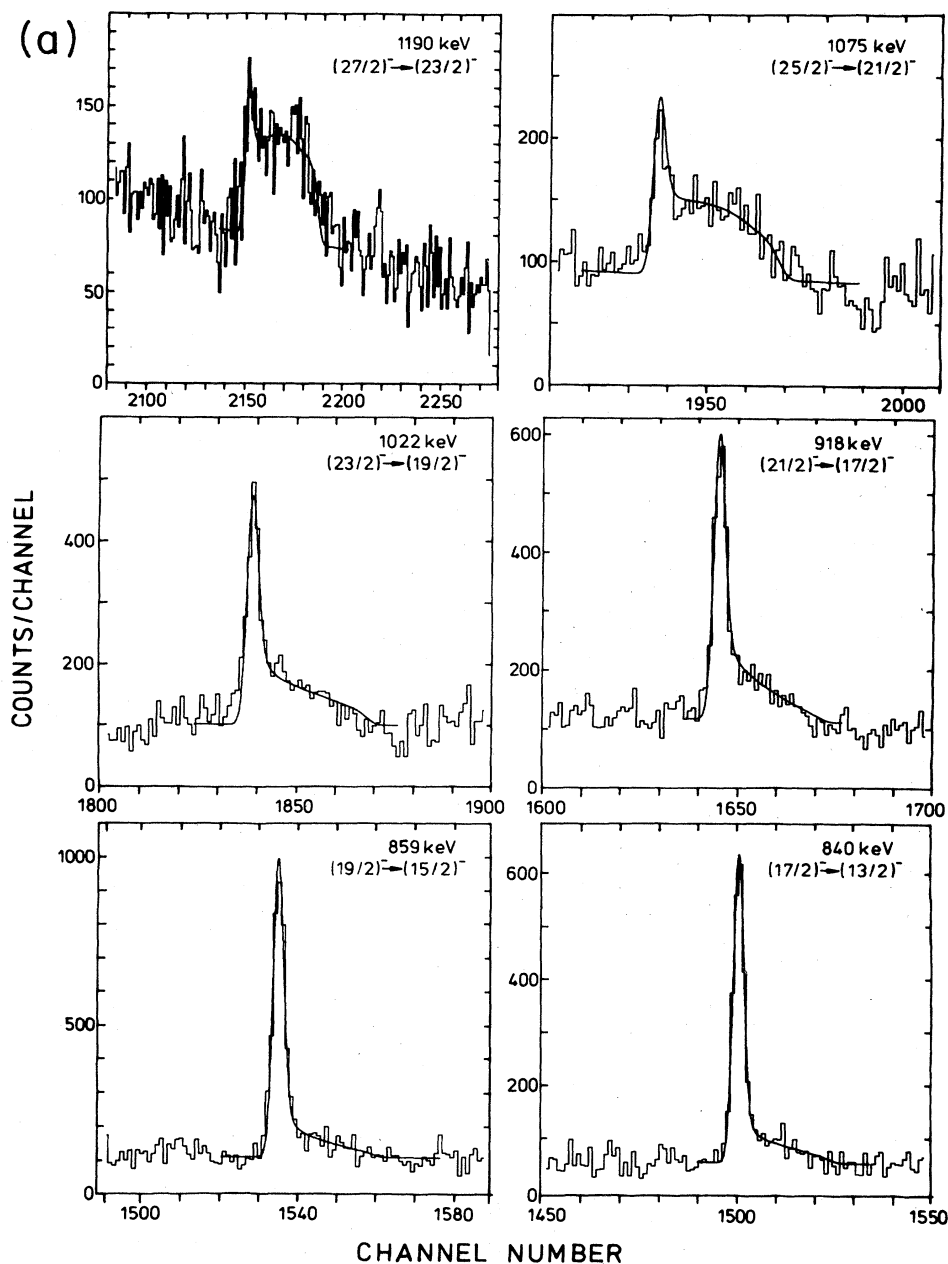 (a)
1190 keV
(27/2)⁻→(23/2)⁻
150
100
50
0
2100 2150 2200 2250
1075 keV
(25/2)⁻→(21/2)⁻
200
100
0
1950 2000
1022 keV
(23/2)⁻→(19/2)⁻
400
200
0
1800 1850 1900
918 keV
(21/2)⁻→(17/2)⁻
600
400
200
0
1600 1650 1700
859 keV
(19/2)⁻→(15/2)⁻
1000
500
0
1500 1540 1580
840 keV
(17/2)⁻→(13/2)⁻
600
400
200
0
1450 1500 1550
COUNTS/CHANNEL
CHANNEL NUMBER